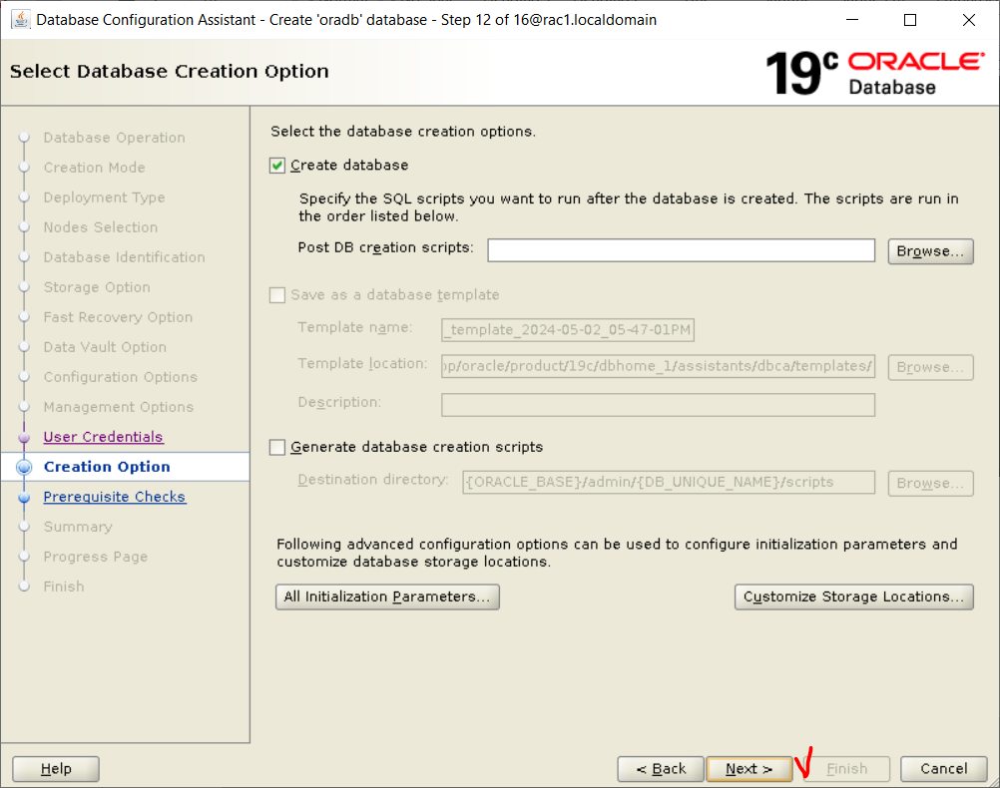 Database Configuration Assistant - Create 'oradb' database - Step 12 of 16@rac1.localdomain
Select Database Creation Option
19c ORACLE
Database
Database Operation
Creation Mode
Deployment Type
Nodes Selection
Database Identification
Storage Option
Fast Recovery Option
Data Vault Option
Configuration Options
Management Options
User Credentials
Creation Option
Prerequisite Checks
Summary
Progress Page
Finish
Select the database creation options.
Create database
Specify the SQL scripts you want to run after the database is created. The scripts are run in
the order listed below.
Post DB creation scripts: Browse...
Save as a database template
Template name: _template_2024-05-02_05-47-01PM
Template location: op/oracle/product/19c/dbhome_1/assistants/dbca/templates/ Browse...
Description:
Generate database creation scripts
Destination directory: {ORACLE_BASE}/admin/{DB_UNIQUE_NAME}/scripts Browse...
Following advanced configuration options can be used to configure initialization parameters and
customize database storage locations.
All Initialization Parameters... Customize Storage Locations...
Help < Back Next > Finish Cancel